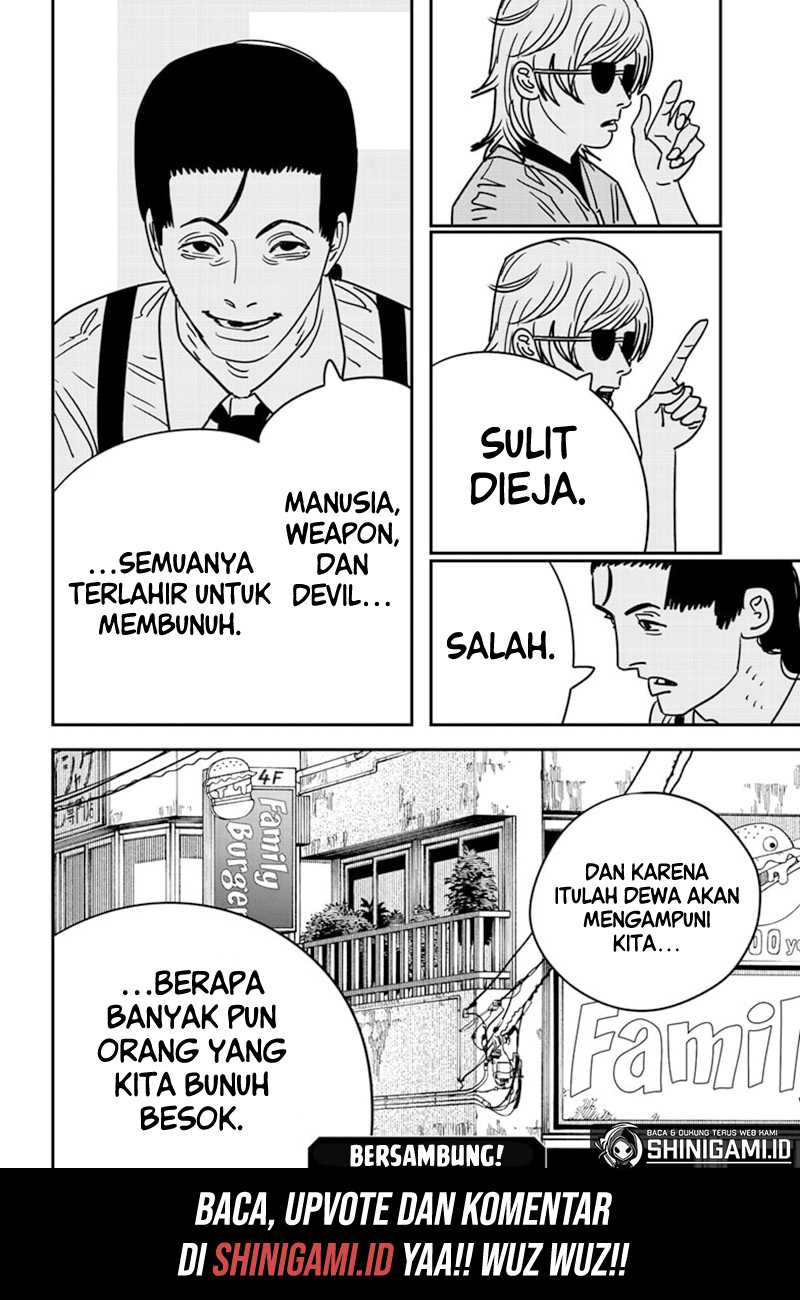 SULIT
DIEJA.
SALAH.
MANUSIA,
WEAPON,
DAN
DEVIL...
...SEMUANYA
TERLAHIR UNTUK
MEMBUNUH.
4F
Family
Burger
DAN KARENA
ITULAH DEWA AKAN
MENGAMPUNI
KITA...
Famil
...BERAPA
BANYAK PUN
ORANG YANG
KITA BUNUH
BESOK.
BERSAMBUNG!
BACA & DUKUNG TERUS WEB KAMI
SHINIGAMI.ID
BACA, UPVOTE DAN KOMENTAR
DI SHINIGAMI.ID YAA!! WUZ WUZ!!